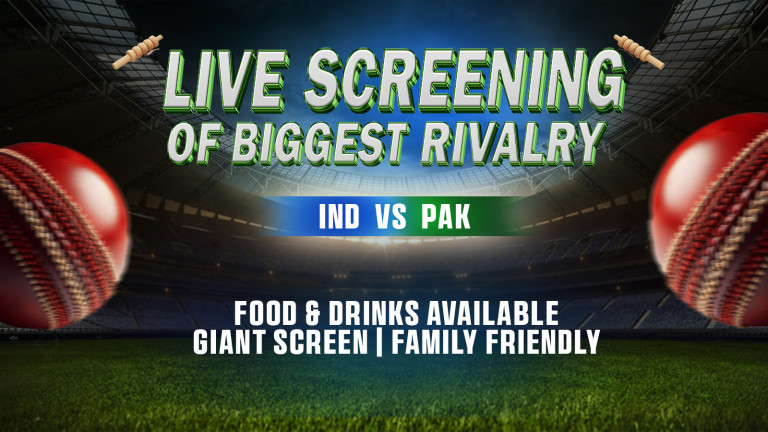 LIVE SCREENING
OF BIGGEST RIVALRY
IND VS PAK
FOOD & DRINKS AVAILABLE
GIANT SCREEN | FAMILY FRIENDLY